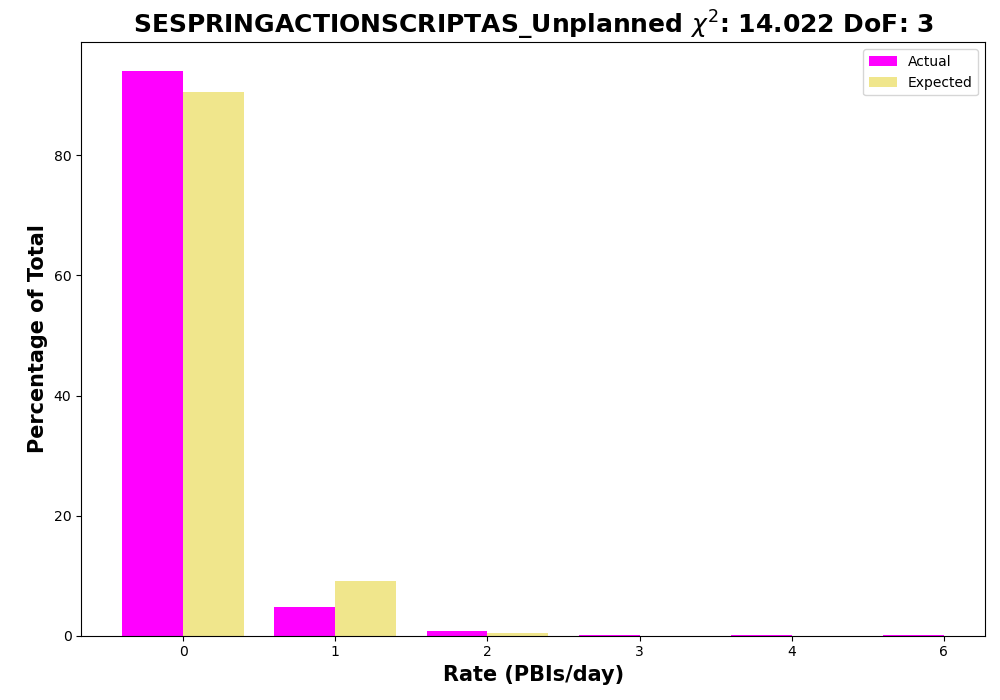 SESPRINGACTIONSCRIPTAS_Unplanned χ²: 14.022 DoF: 3
Actual
Expected
80
60
40
20
0
Percentage of Total
0 1 2 3 4 6
Rate (PBIs/day)